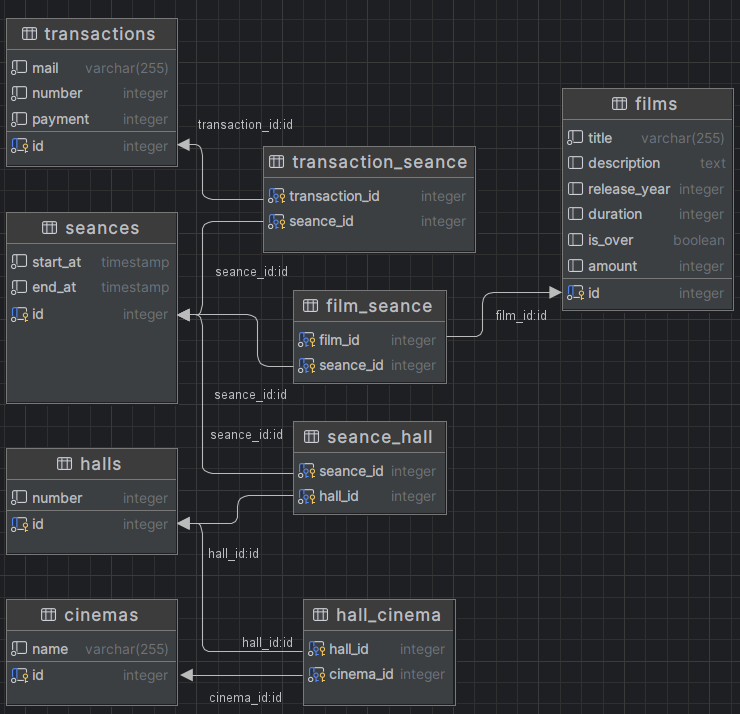 transactions
mail varchar(255)
number integer
payment integer
id integer
transaction_id:id
films
title varchar(255)
description text
release_year integer
duration integer
is_over boolean
amount integer
id integer
transaction_seance
transaction_id integer
seance_id integer
seances
start_at timestamp
end_at timestamp
id integer
seance_id:id
film_seance
film_id integer
seance_id integer
film_id:id
seance_id:id
seance_id:id
seance_hall
seance_id integer
hall_id integer
halls
number integer
id integer
hall_id:id
cinemas
name varchar(255)
id integer
hall_id:id
hall_cinema
hall_id integer
cinema_id integer
cinema_id:id